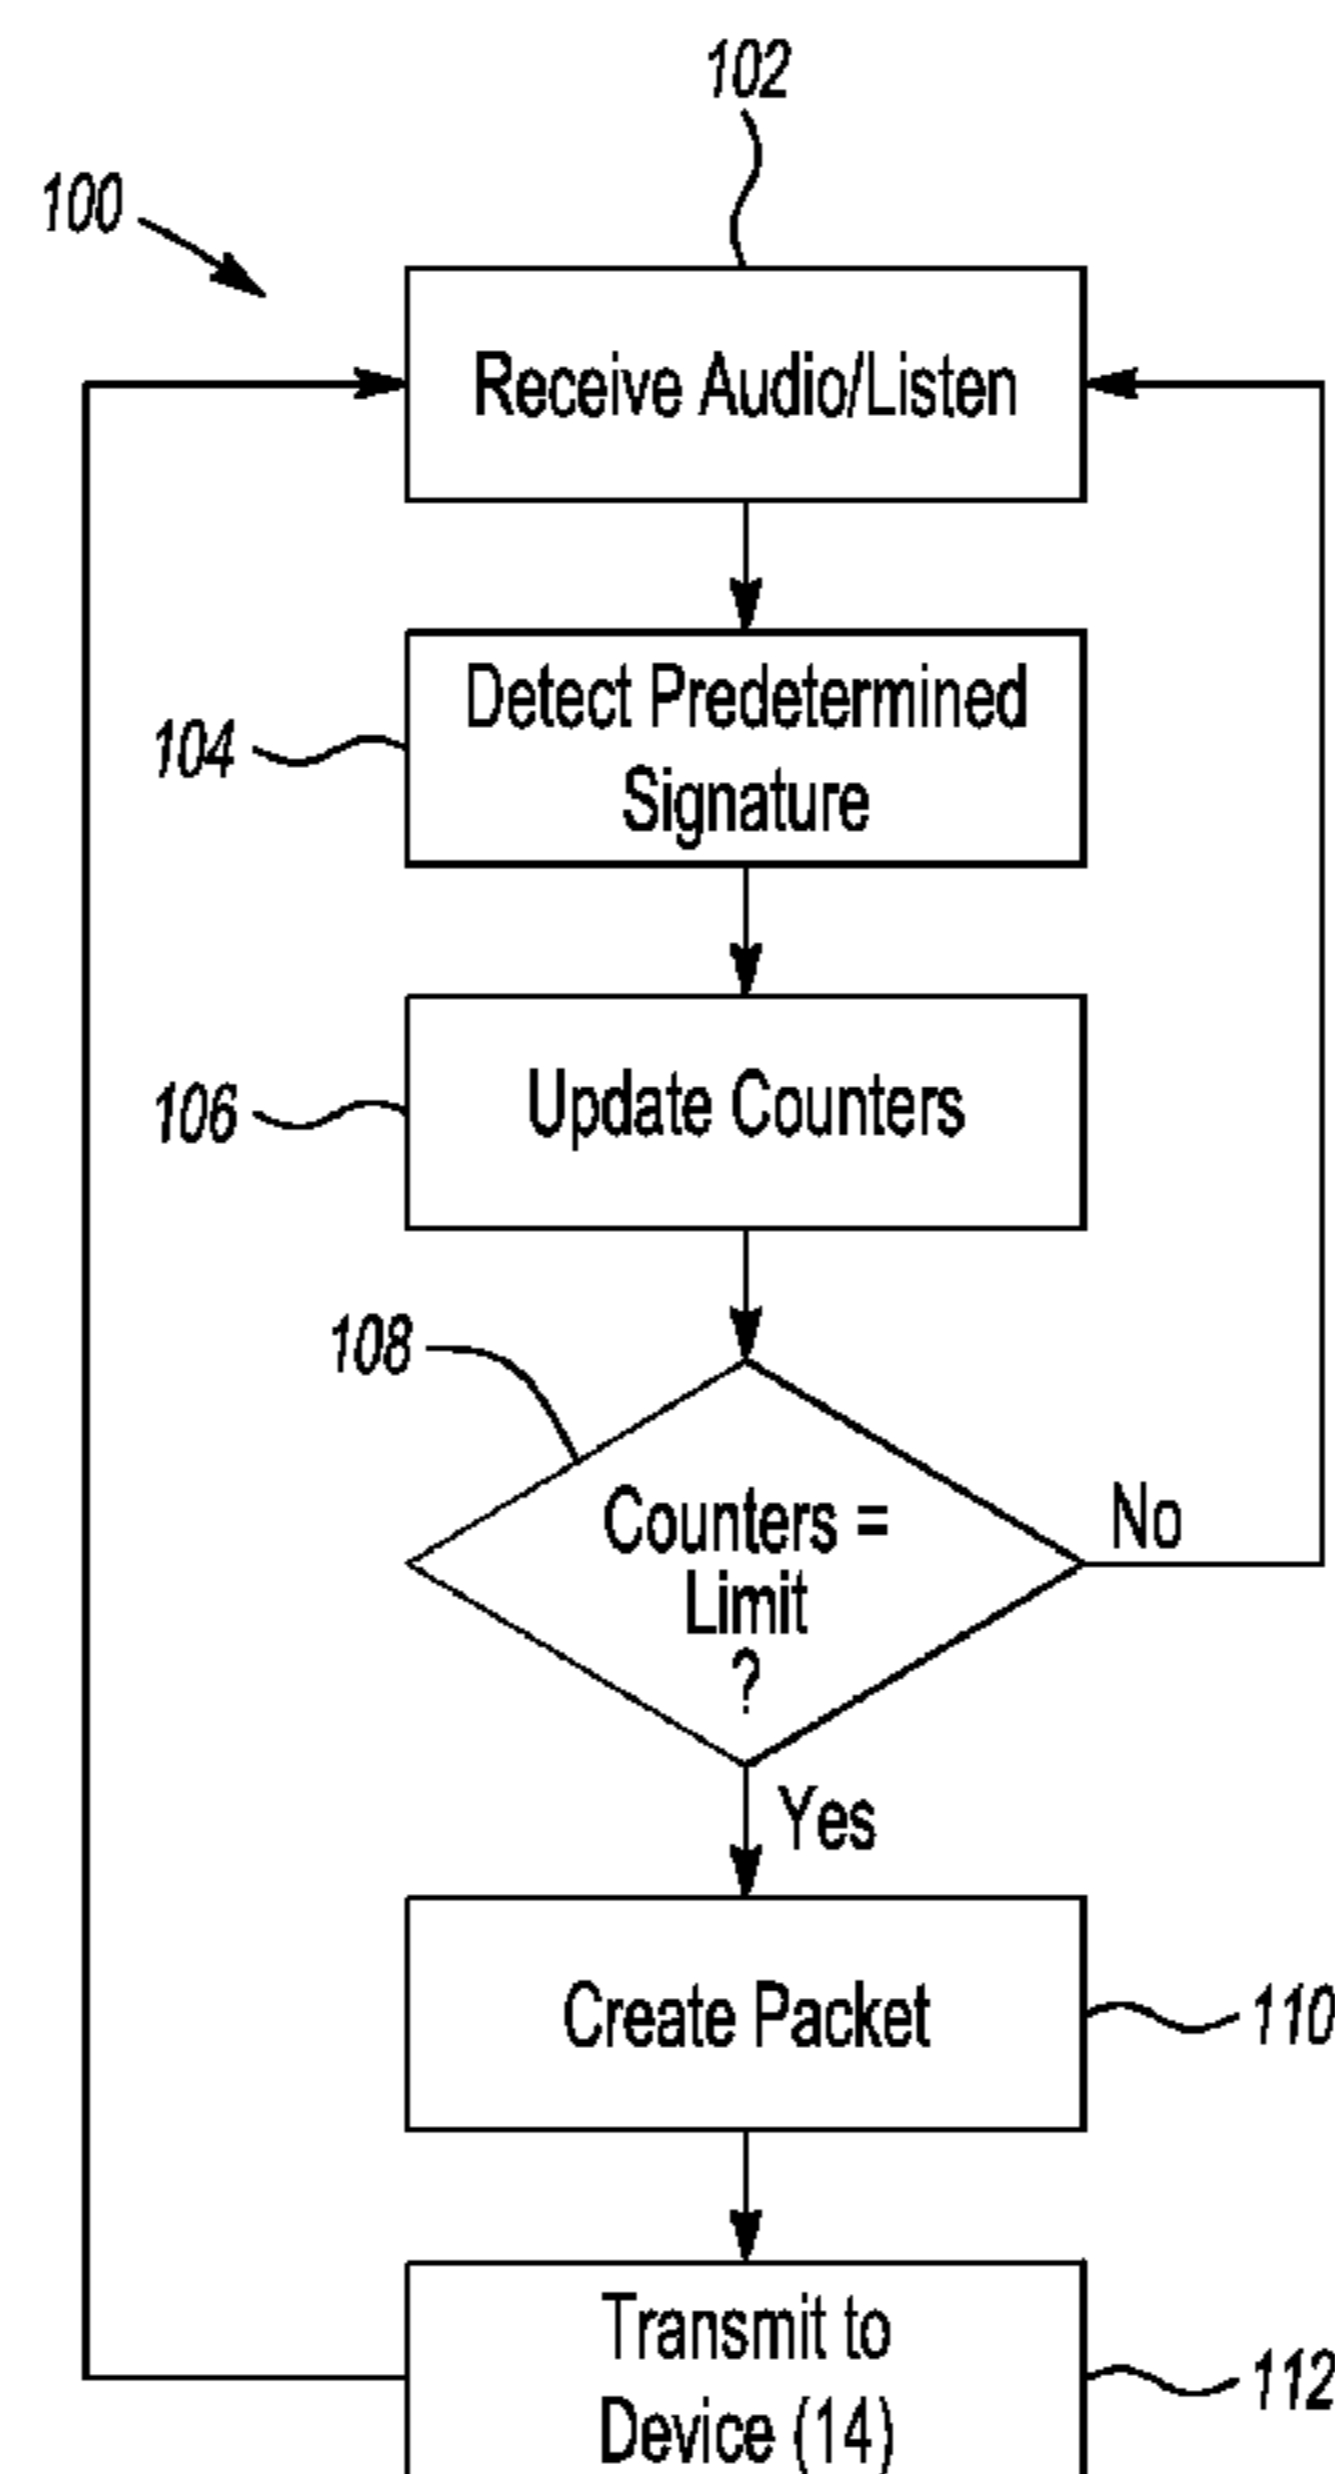 102
100
Receive Audio/Listen
104
Detect Predetermined
Signature
106
Update Counters
108
Counters =
Limit
?
No
Yes
Create Packet
110
Transmit to
Device (14)
112